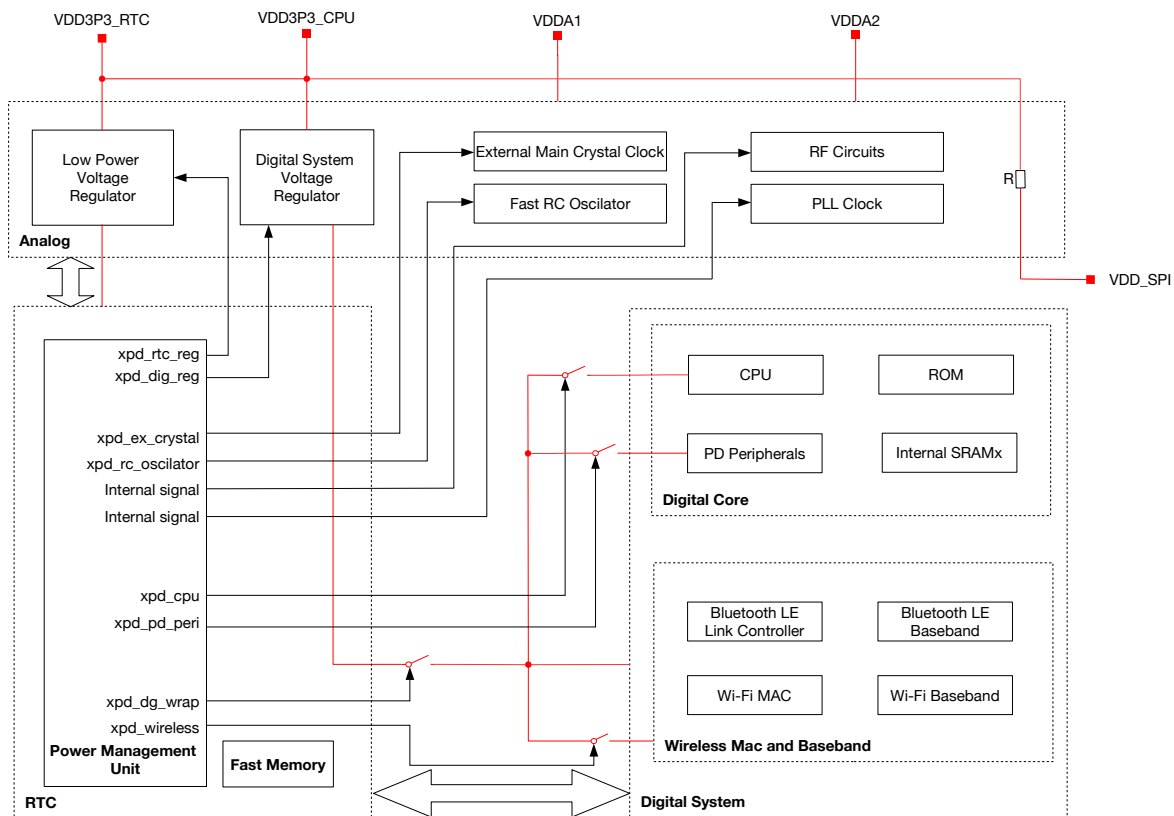 VDD3P3_RTC
VDD3P3_CPU
VDDA1
VDDA2
Low Power
Voltage
Regulator
Digital System
Voltage
Regulator
External Main Crystal Clock
RF Circuits
Fast RC Oscilator
PLL Clock
R
Analog
VDD_SPI
xpd_rtc_reg
xpd_dig_reg
xpd_ex_crystal
xpd_rc_oscilator
Internal signal
Internal signal
xpd_cpu
xpd_pd_peri
xpd_dg_wrap
xpd_wireless
Power Management
Unit
Fast Memory
RTC
CPU
ROM
PD Peripherals
Internal SRAMx
Digital Core
Bluetooth LE
Link Controller
Bluetooth LE
Baseband
Wi-Fi MAC
Wi-Fi Baseband
Wireless Mac and Baseband
Digital System